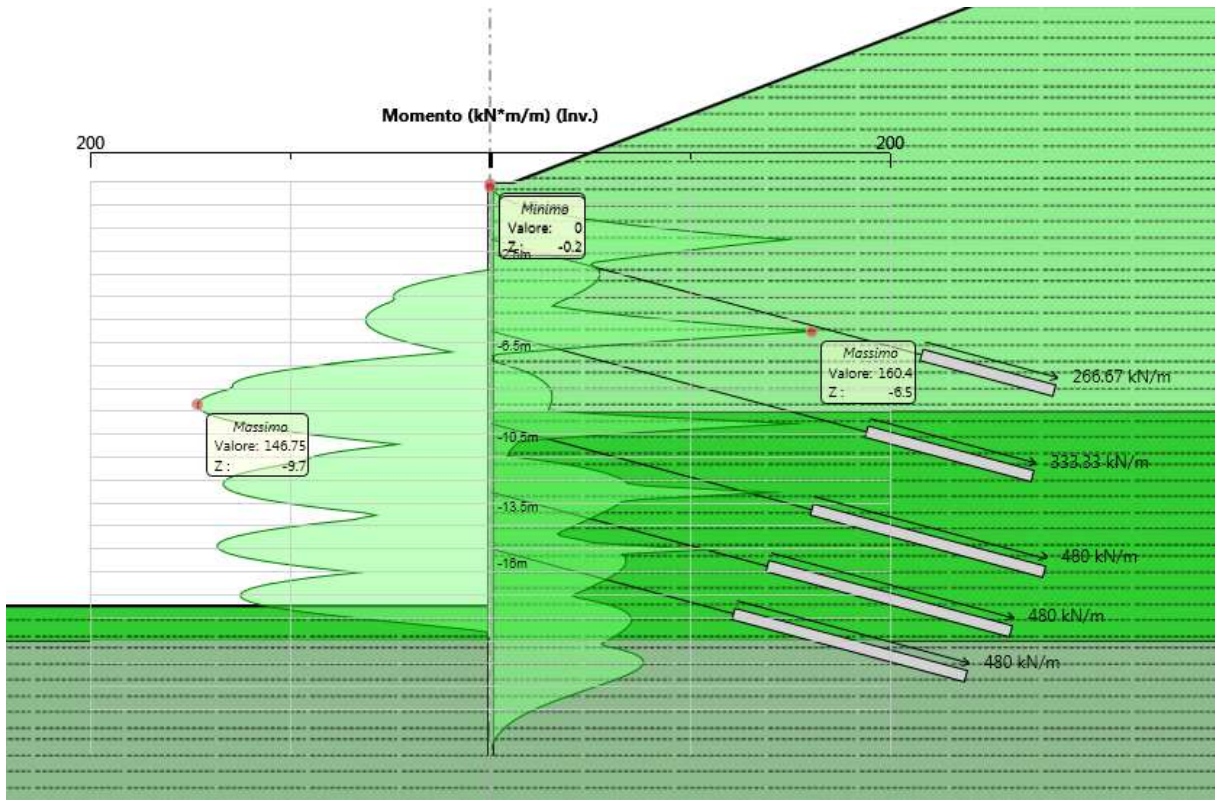 Momento (kN*m/m) (Inv.)
200
200
Minimo
Valore: 0
Z : -0.2
-6.5m
Massimo
Valore: 160.4
Z : -6.5
266.67 kN/m
Massimo
Valore: 146.75
Z : -9.7
-10.5m
333.33 kN/m
-13.5m
480 kN/m
-16m
480 kN/m
480 kN/m